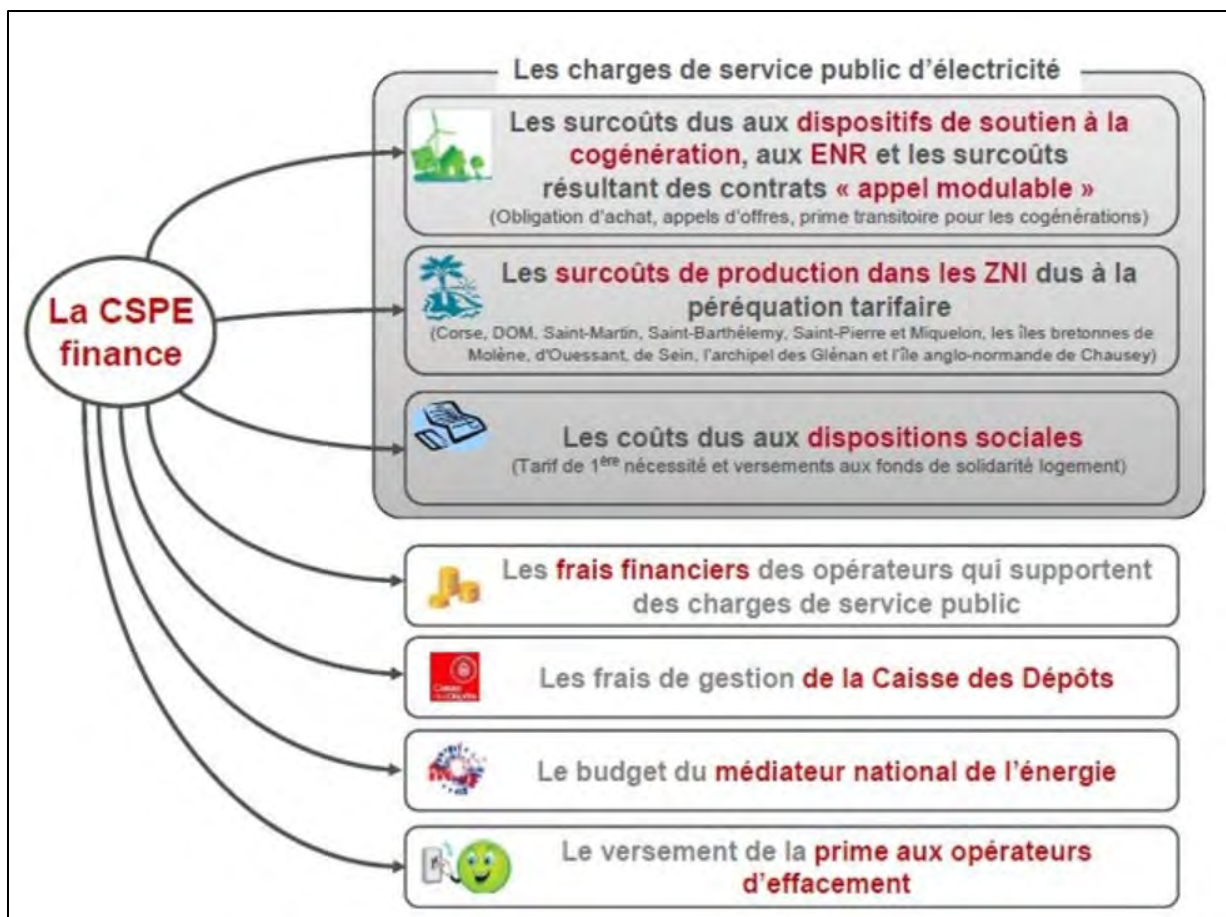 Les charges de service public d'électricité
Les surcoûts dus aux dispositifs de soutien à la
cogénération, aux ENR et les surcoûts
résultant des contrats « appel modulable »
(Obligation d'achat, appels d'offres, prime transitoire pour les cogénérations)
La CSPE
finance
Les surcoûts de production dans les ZNI dus à la
péréquation tarifaire
(Corse, DOM, Saint-Martin, Saint-Barthélemy, Saint-Pierre et Miquelon, les îles bretonnes de
Molène, d'Ouessant, de Sein, l'archipel des Glénan et l'île anglo-normande de Chausey)
Les coûts dus aux dispositions sociales
(Tarif de 1ère nécessité et versements aux fonds de solidarité logement)
Les frais financiers des opérateurs qui supportent
des charges de service public
Les frais de gestion de la Caisse des Dépôts
Le budget du médiateur national de l'énergie
Le versement de la prime aux opérateurs
d'effacement